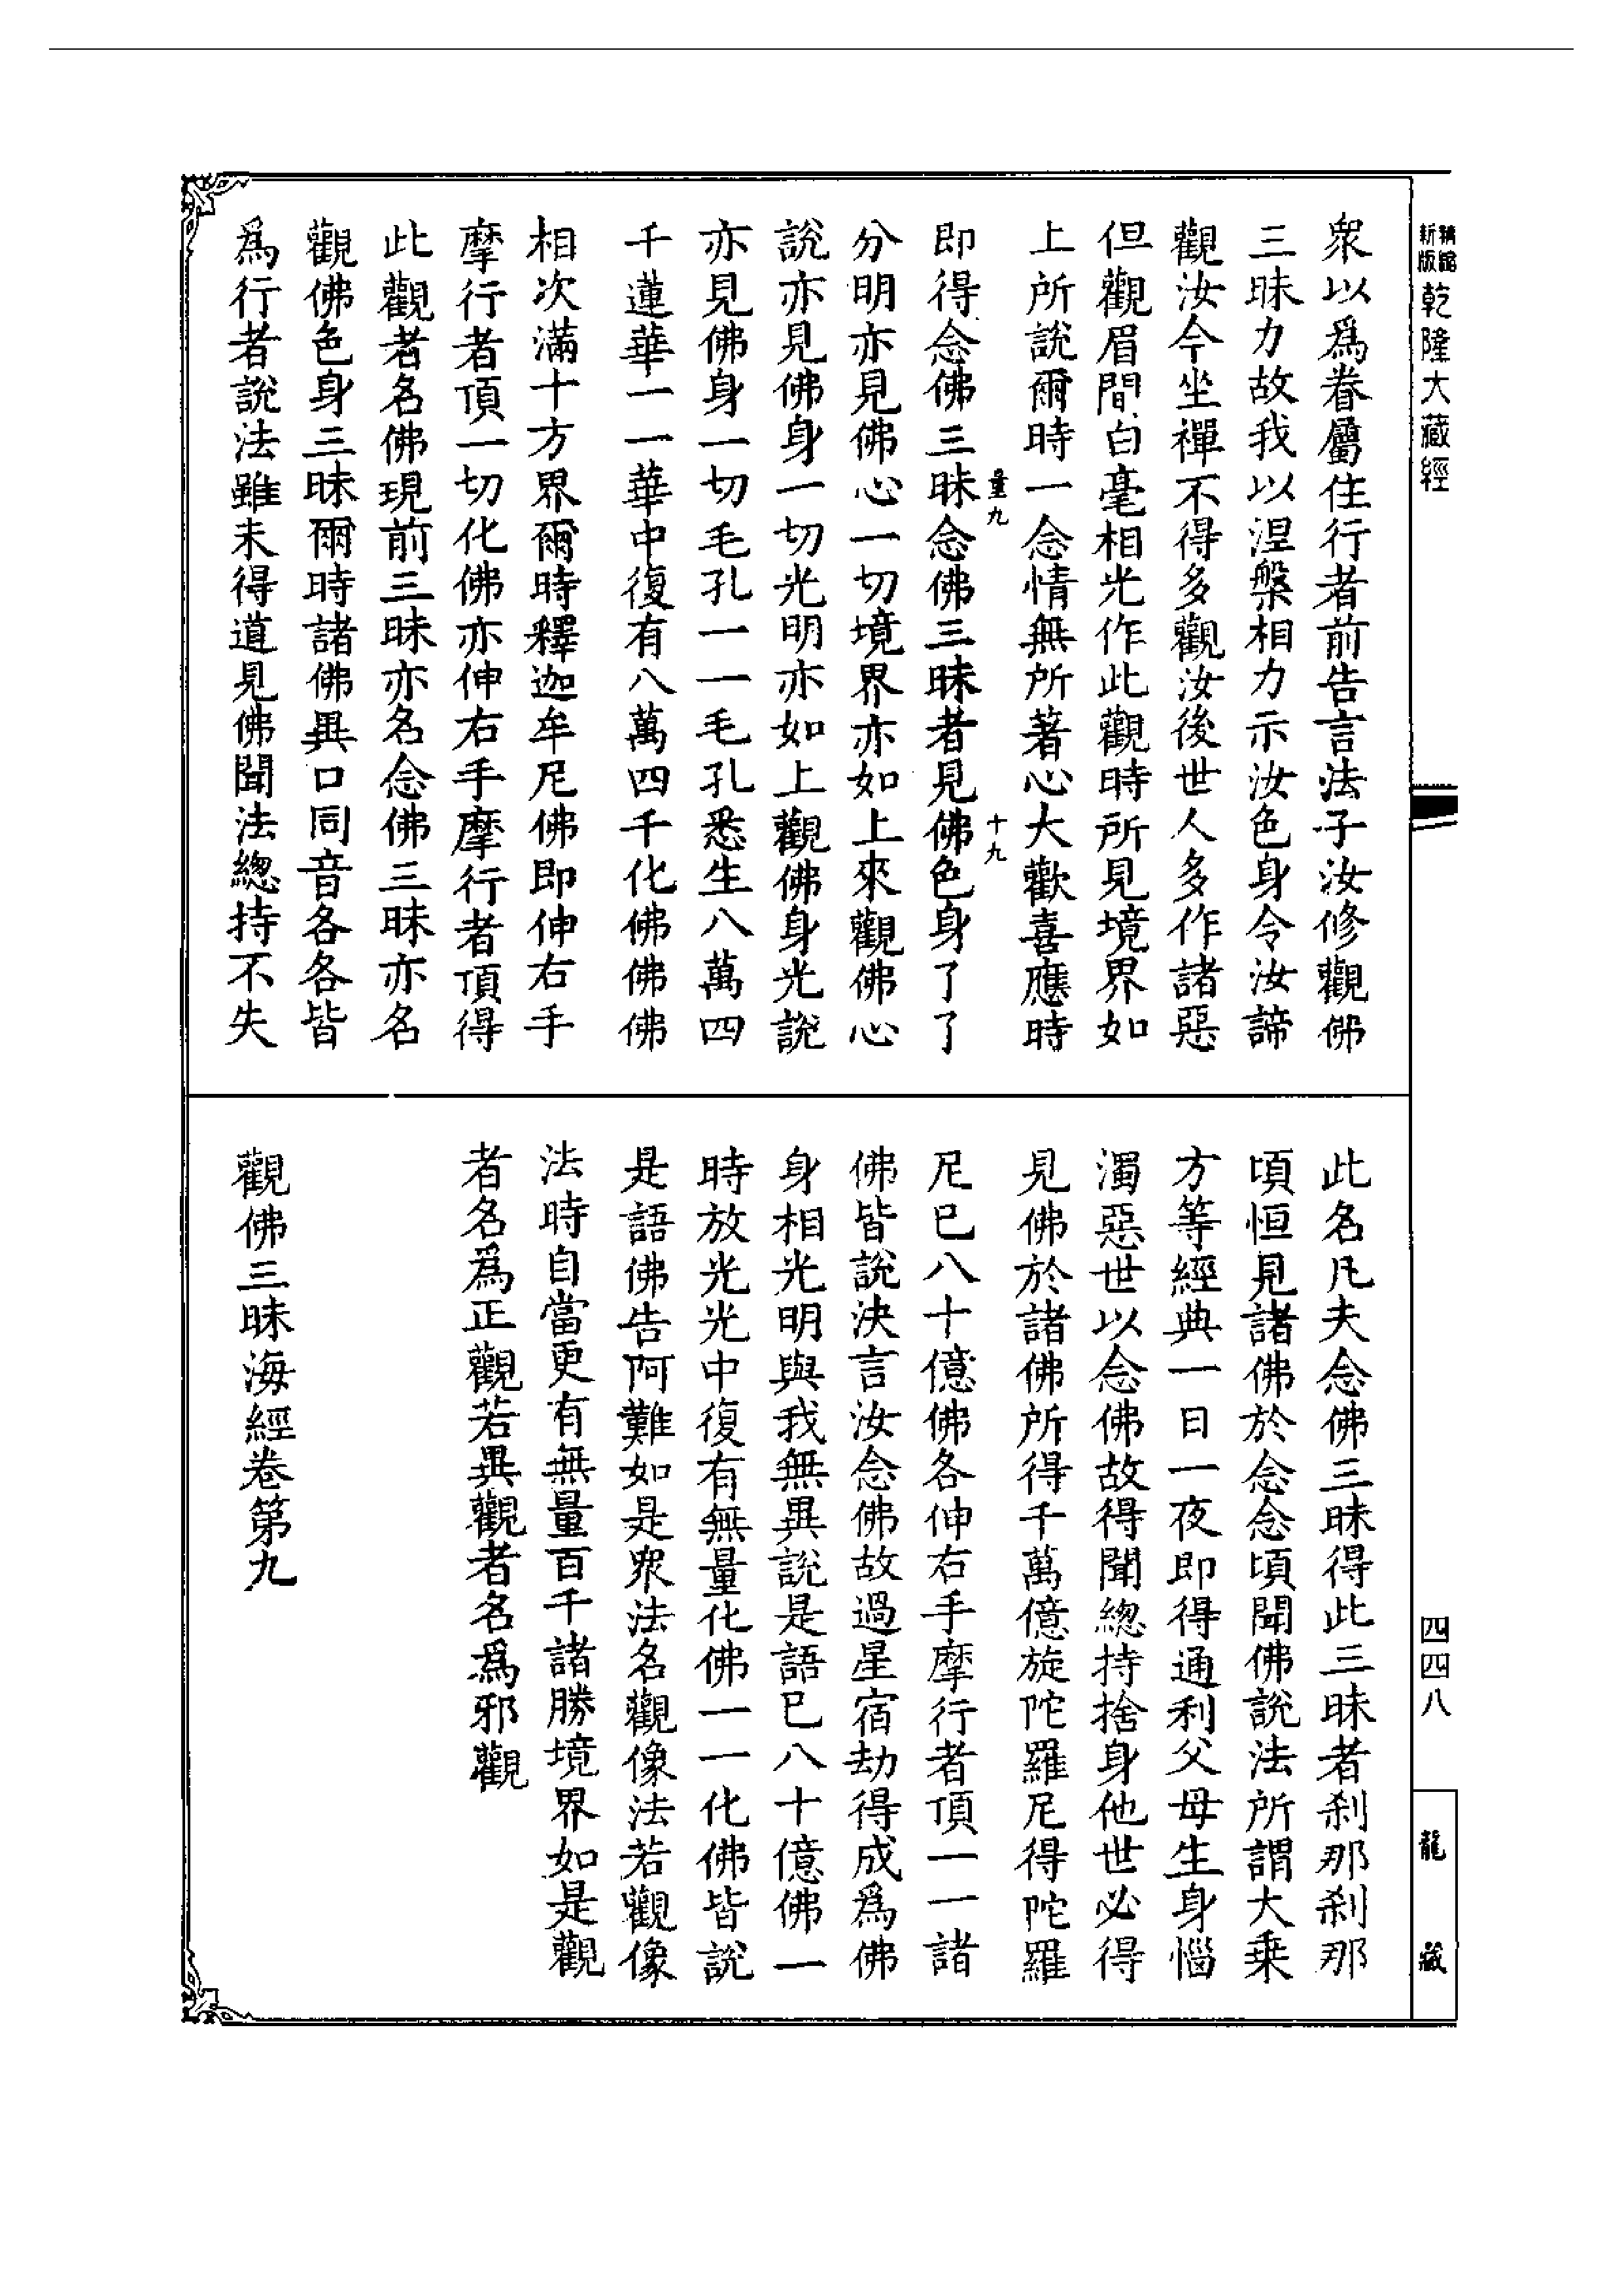 新版
乾隆大藏經
四四八
龍藏
眾以為眷屬住行者前告言法子汝修觀佛
三昧力故我以涅槃相力示汝色身令汝諦
觀汝今坐禪不得多觀汝後世人多作諸惡
但觀眉間白毫相光作此觀時所見境界如
上所說爾時一念情無所著心大歡喜應時
量九
十九
即得念佛三昧念佛三昧者見佛色身了了
分明亦見佛心一切境界亦如上來觀佛心
說亦見佛身一切光明亦如上觀佛身光說
亦見佛身一切毛孔一一毛孔悉生八萬四
千蓮華一一華中復有八萬四千化佛佛佛
相次滿十方界爾時釋迦牟尼佛即伸右手
摩行者頂一切化佛亦伸右手摩行者頂得
此觀者名佛現前三昧亦名念佛三昧亦名
觀佛色身三昧爾時諸佛異口同音各各皆
為行者說法雖未得道見佛聞法總持不失
此名凡夫念佛三昧得此三昧者剎那剎那
頃恒見諸佛於念念頃聞佛說法所謂大乘
方等經典一日一夜即得通利父母生身惱
濁惡世以念佛故得聞總持捨身他世必得
見佛於諸佛所得千萬億旋陀羅尼得陀羅
尼已八十億佛各伸右手摩行者頂一一諸
佛皆說決言汝念佛故過星宿劫得成為佛
身相光明與我無異說是語已八十億佛一
時放光光中復有無量化佛一一化佛皆說
是語佛告阿難如是眾法名觀像法若觀像
法時自當更有無量百千諸勝境界如是觀
者名為正觀若異觀者名為邪觀
觀佛三昧海經卷第九